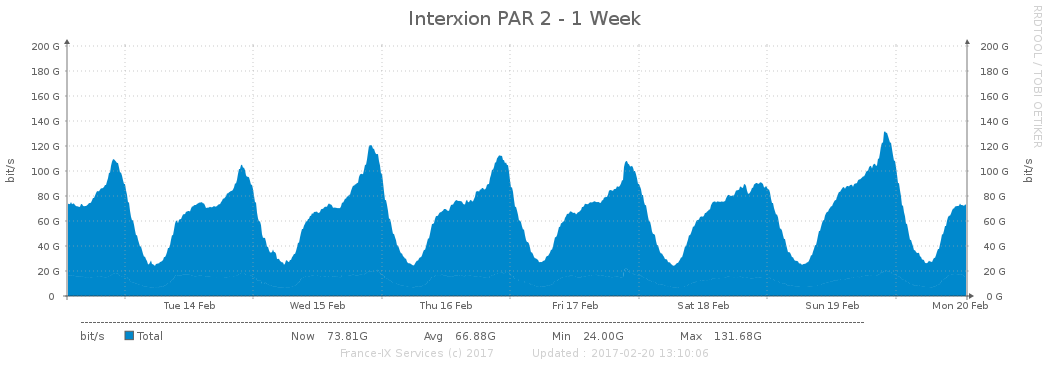 Interxion PAR 2 - 1 Week
RRDTOOL / TOBI OETIKER
200 G 200 G
180 G 180 G
160 G 160 G
140 G 140 G
120 G 120 G
100 G 100 G
80 G 80 G
60 G 60 G
40 G 40 G
20 G 20 G
0 0 G
bit/s
bit/s
Tue 14 Feb Wed 15 Feb Thu 16 Feb Fri 17 Feb Sat 18 Feb Sun 19 Feb Mon 20 Feb
bit/s Total Now 73.81G Avg 66.88G Min 24.00G Max 131.68G
France-IX Services (c) 2017 Updated : 2017-02-20 13:10:06